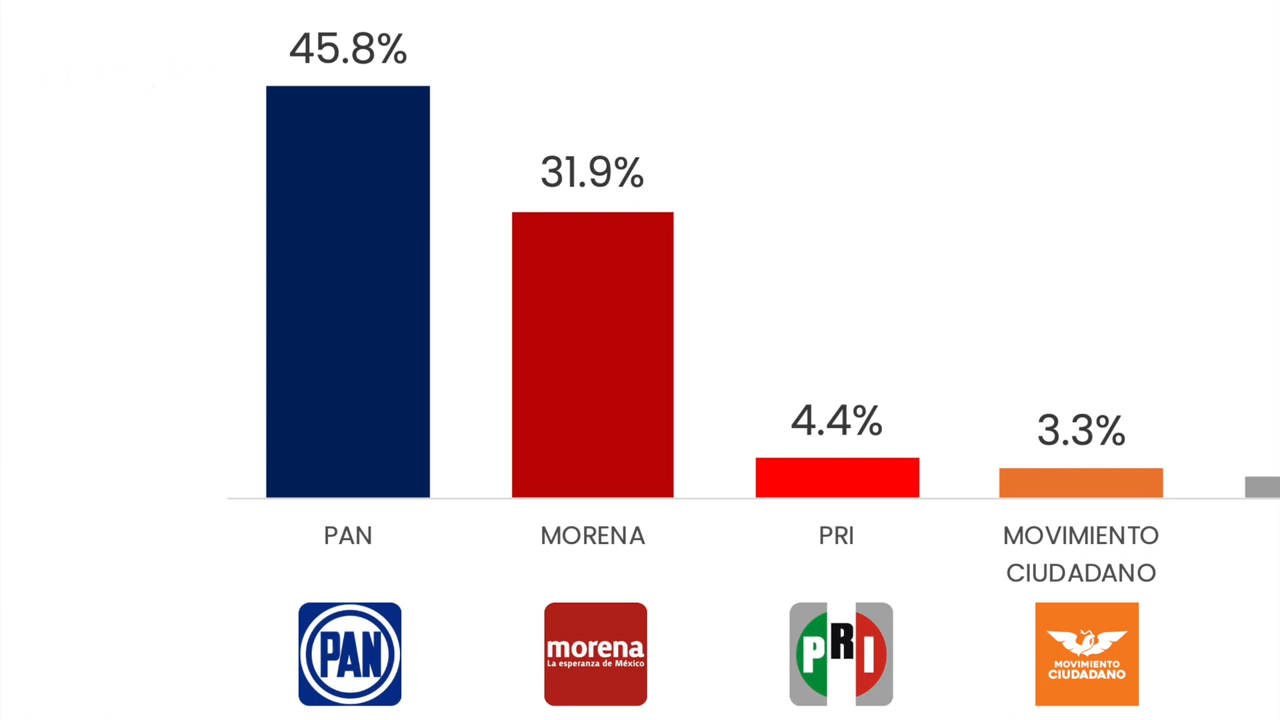 45.8%
31.9%
4.4%
3.3%
PAN
MORENA
PRI
MOVIMIENTO
CIUDADANO
PAN
morena
La esperanza de México
PRI
MOVIMIENTO
CIUDADANO